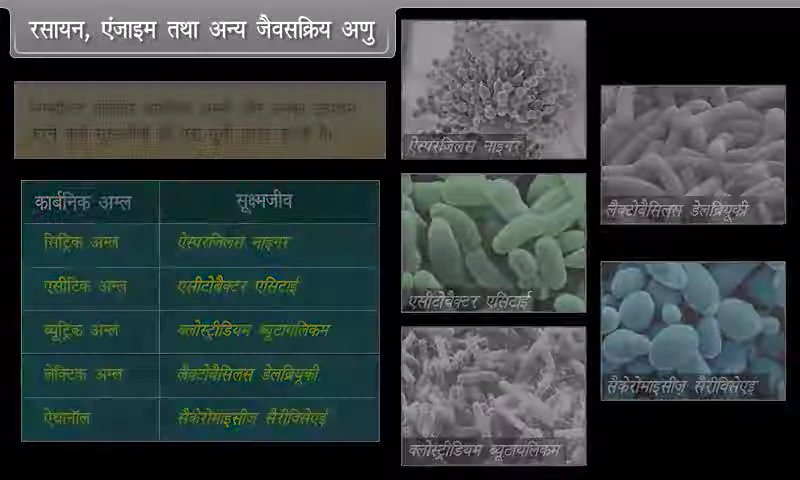 रसायन, एंजाइम तथा अन्य जैवसक्रिय अणु
कार्बनिक अम्ल सूक्ष्मजीव
सिट्रिक अम्ल ऐस्परजिलस नाइगर
एसीटिक अम्ल एसीटोबैक्टर एसिटाई
ब्यूट्रिक अम्ल क्लोस्ट्रीडियम ब्यूटायलिकम
लेक्टिक अम्ल लैक्टोबैसिलस डेलब्रियूकी
ऐथानॉल सैकेरोमाइसीज़ सैरीविसेएई
ऐस्परजिलस नाइगर
एसीटोबैक्टर एसिटाई
क्लोस्ट्रीडियम ब्यूटायलिकम
लैक्टोबैसिलस डेलब्रियूकी
सैकेरोमाइसीज़ सैरीविसेएई